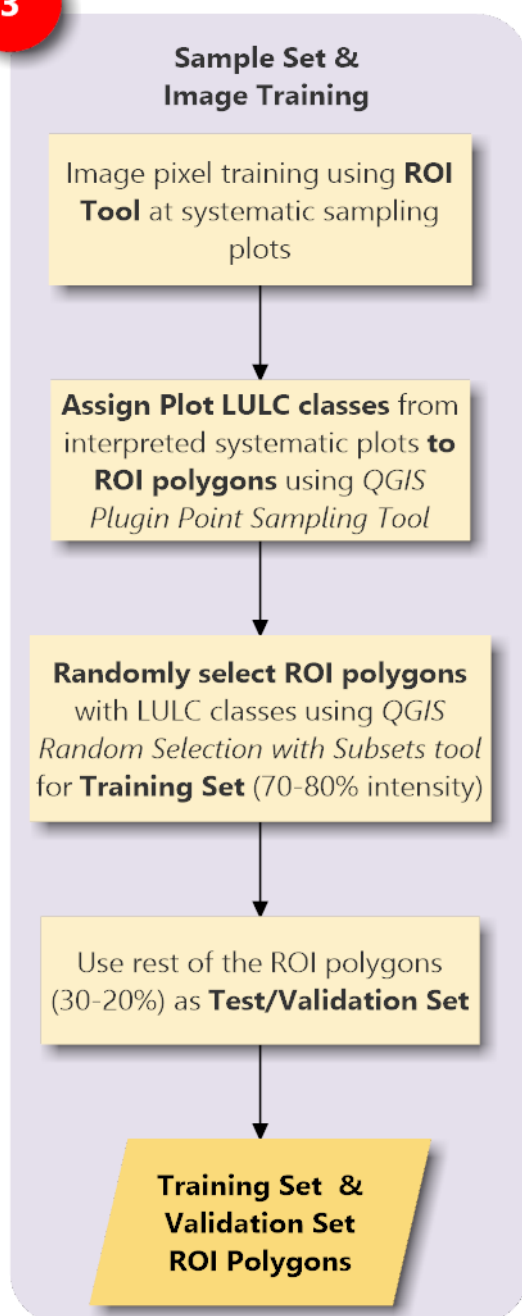 3
Sample Set &
Image Training
Image pixel training using ROI
Tool at systematic sampling
plots
Assign Plot LULC classes from
interpreted systematic plots to
ROI polygons using QGIS
Plugin Point Sampling Tool
Randomly select ROI polygons
with LULC classes using QGIS
Random Selection with Subsets tool
for Training Set (70-80% intensity)
Use rest of the ROI polygons
(30-20%) as Test/Validation Set
Training Set &
Validation Set
ROI Polygons